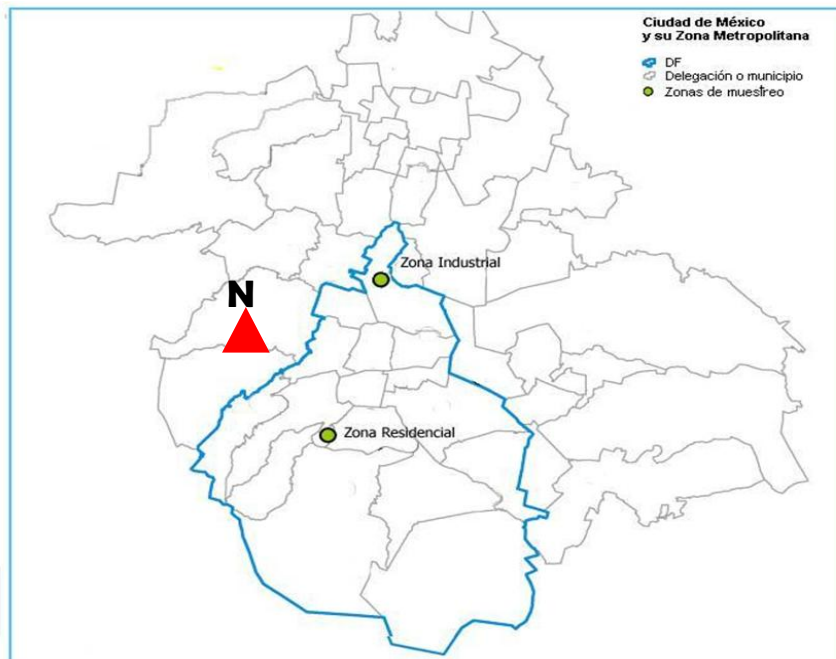 Ciudad de México
y su Zona Metropolitana
DF
Delegación o municipio
Zonas de muestreo
Zona Industrial
N
Zona Residencial